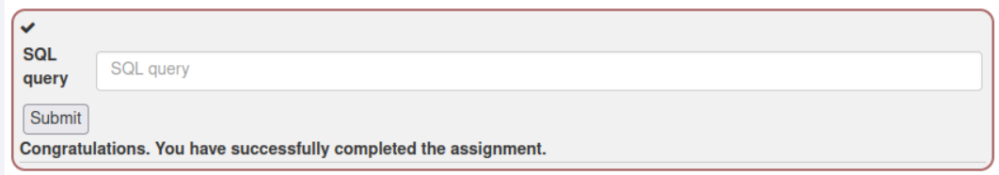 SQL
query
SQL query
Submit
Congratulations. You have successfully completed the assignment.